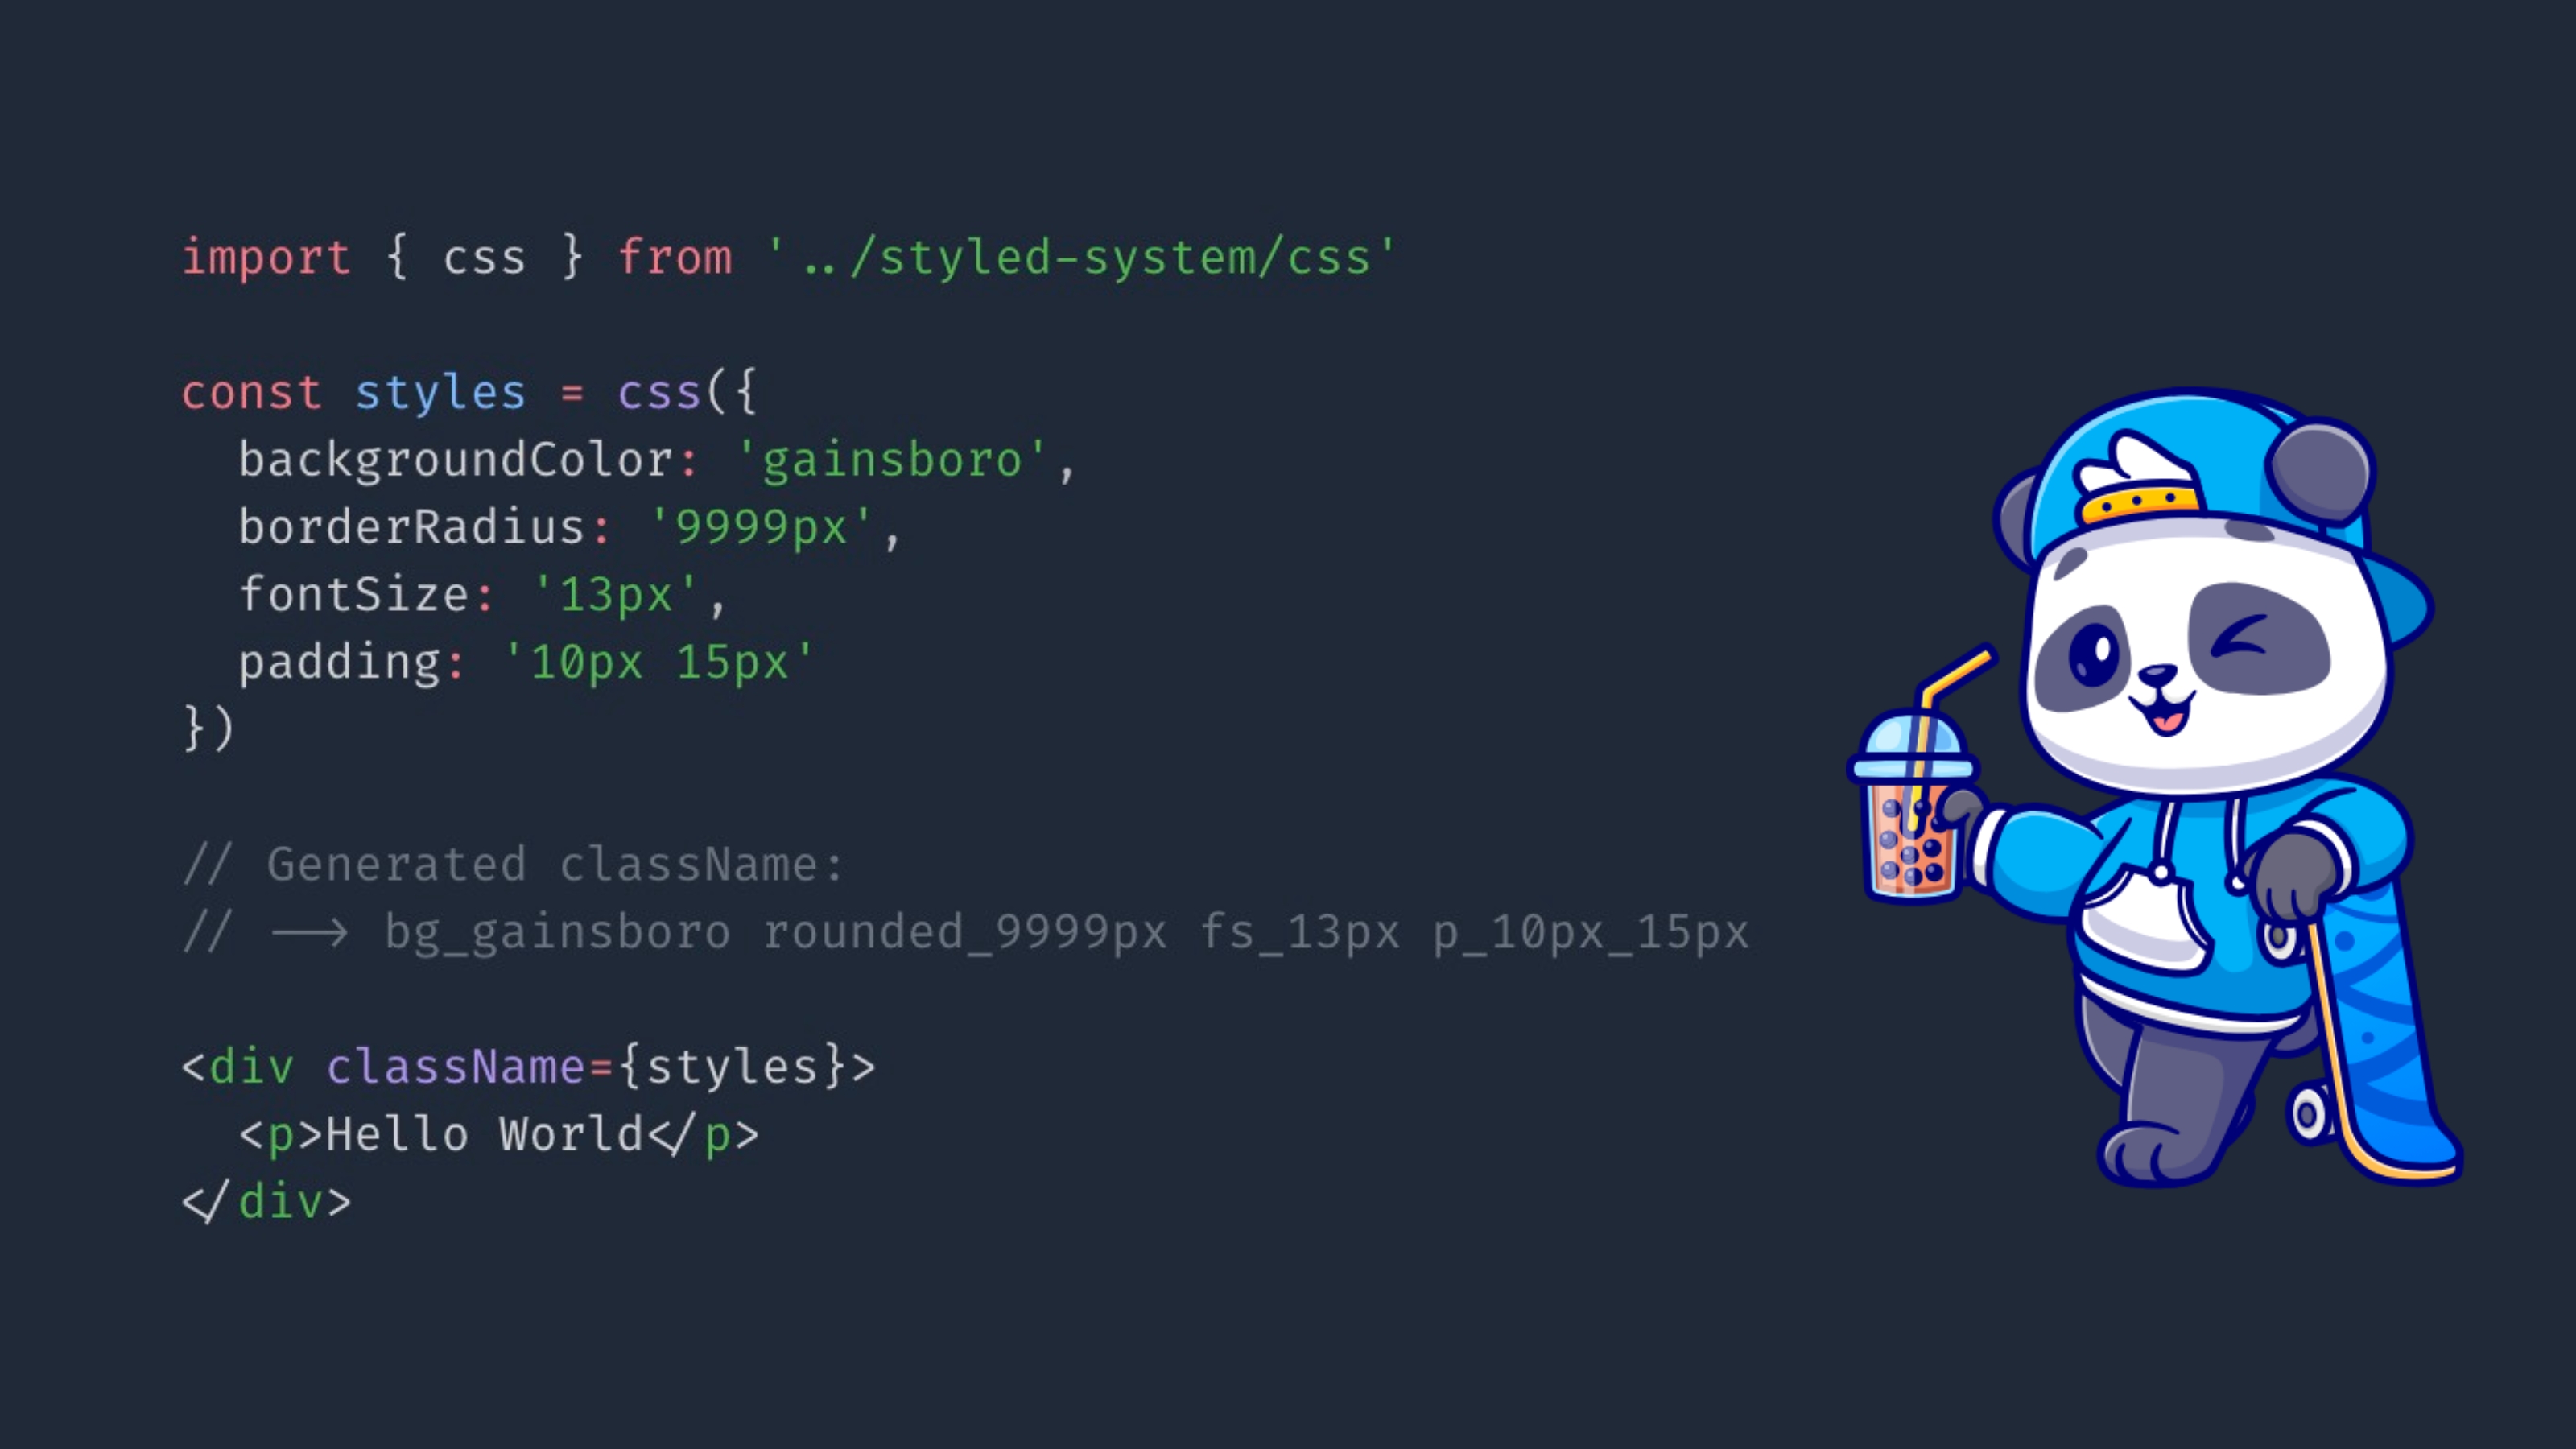 import { css } from '../styled-system/css'
const styles = css({
  backgroundColor: 'gainsboro',
  borderRadius: '9999px',
  fontSize: '13px',
  padding: '10px 15px'
})
// Generated className:
// --> bg_gainsboro rounded_9999px fs_13px p_10px_15px
<div className={styles}>
  <p>Hello World</p>
</div>